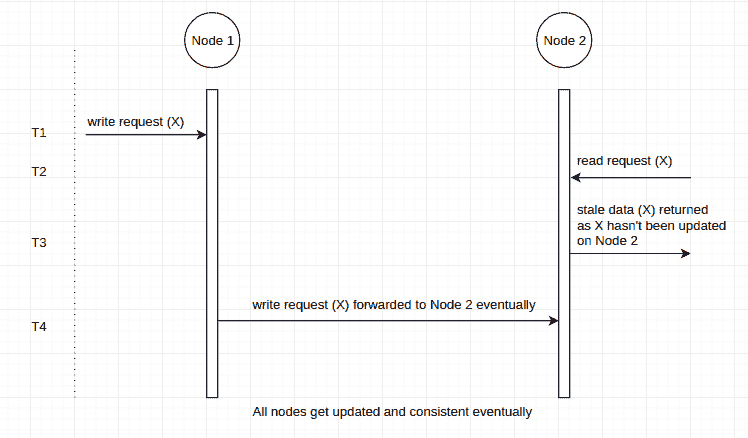 Node 1
Node 2
T1
write request (X)
T2
read request (X)
stale data (X) returned
as X hasn't been updated
on Node 2
T3
write request (X) forwarded to Node 2 eventually
T4
All nodes get updated and consistent eventually